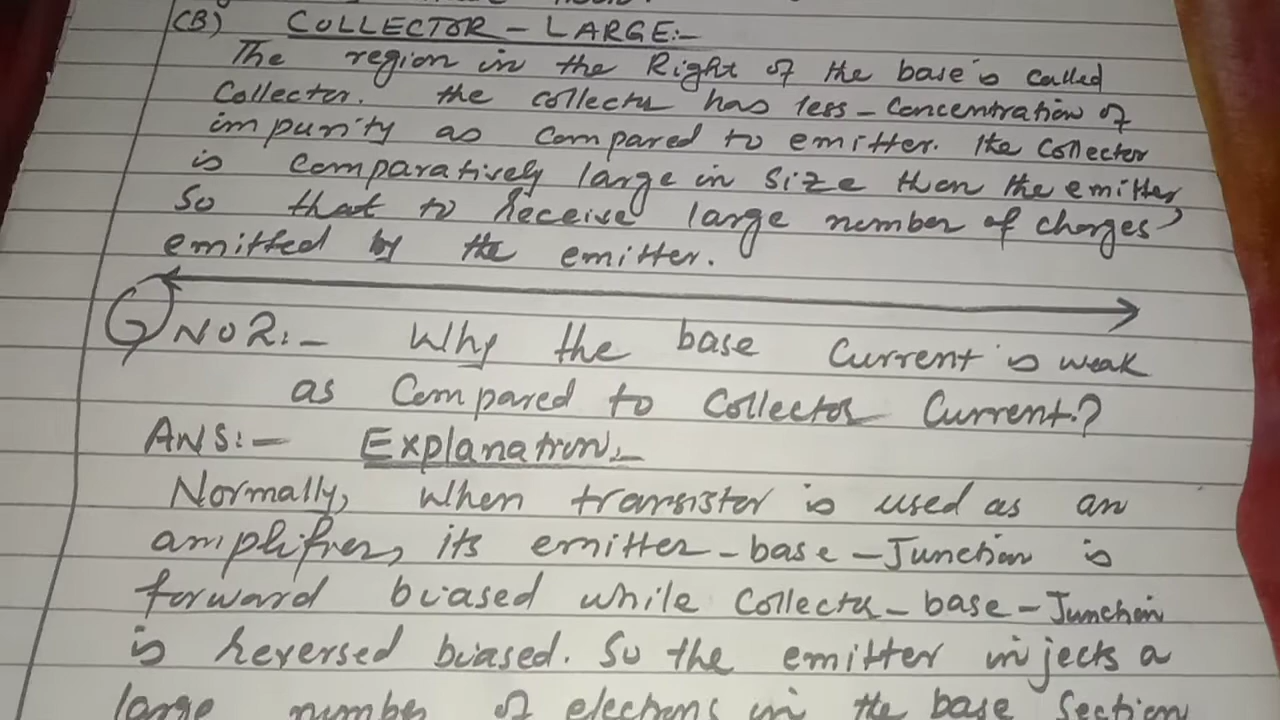 (B) COLLECTOR - LARGE:-
The region in the Right of the base is called
Collector. the collector has less - Concentration of
impurity as compared to emitter. the Collector
is comparatively large in size than the emitter
So that to receive large number of charges
emitted by the emitter.
Q NO 2:- Why the base Current is weak
as Compared to Collector Current.?
ANS:- Explanation:-
Normally, when transistor is used as an
amplifier, its emitter - base - Junction is
forward biased while Collector - base - Junction
is reversed biased. So the emitter injects a
large number of electrons in the base Section